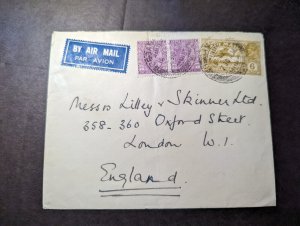 BY AIR MAIL
PAR AVION
Messrs Lilley & Skinner Ltd.
358-360 Oxford Street.
London W.1.
England.